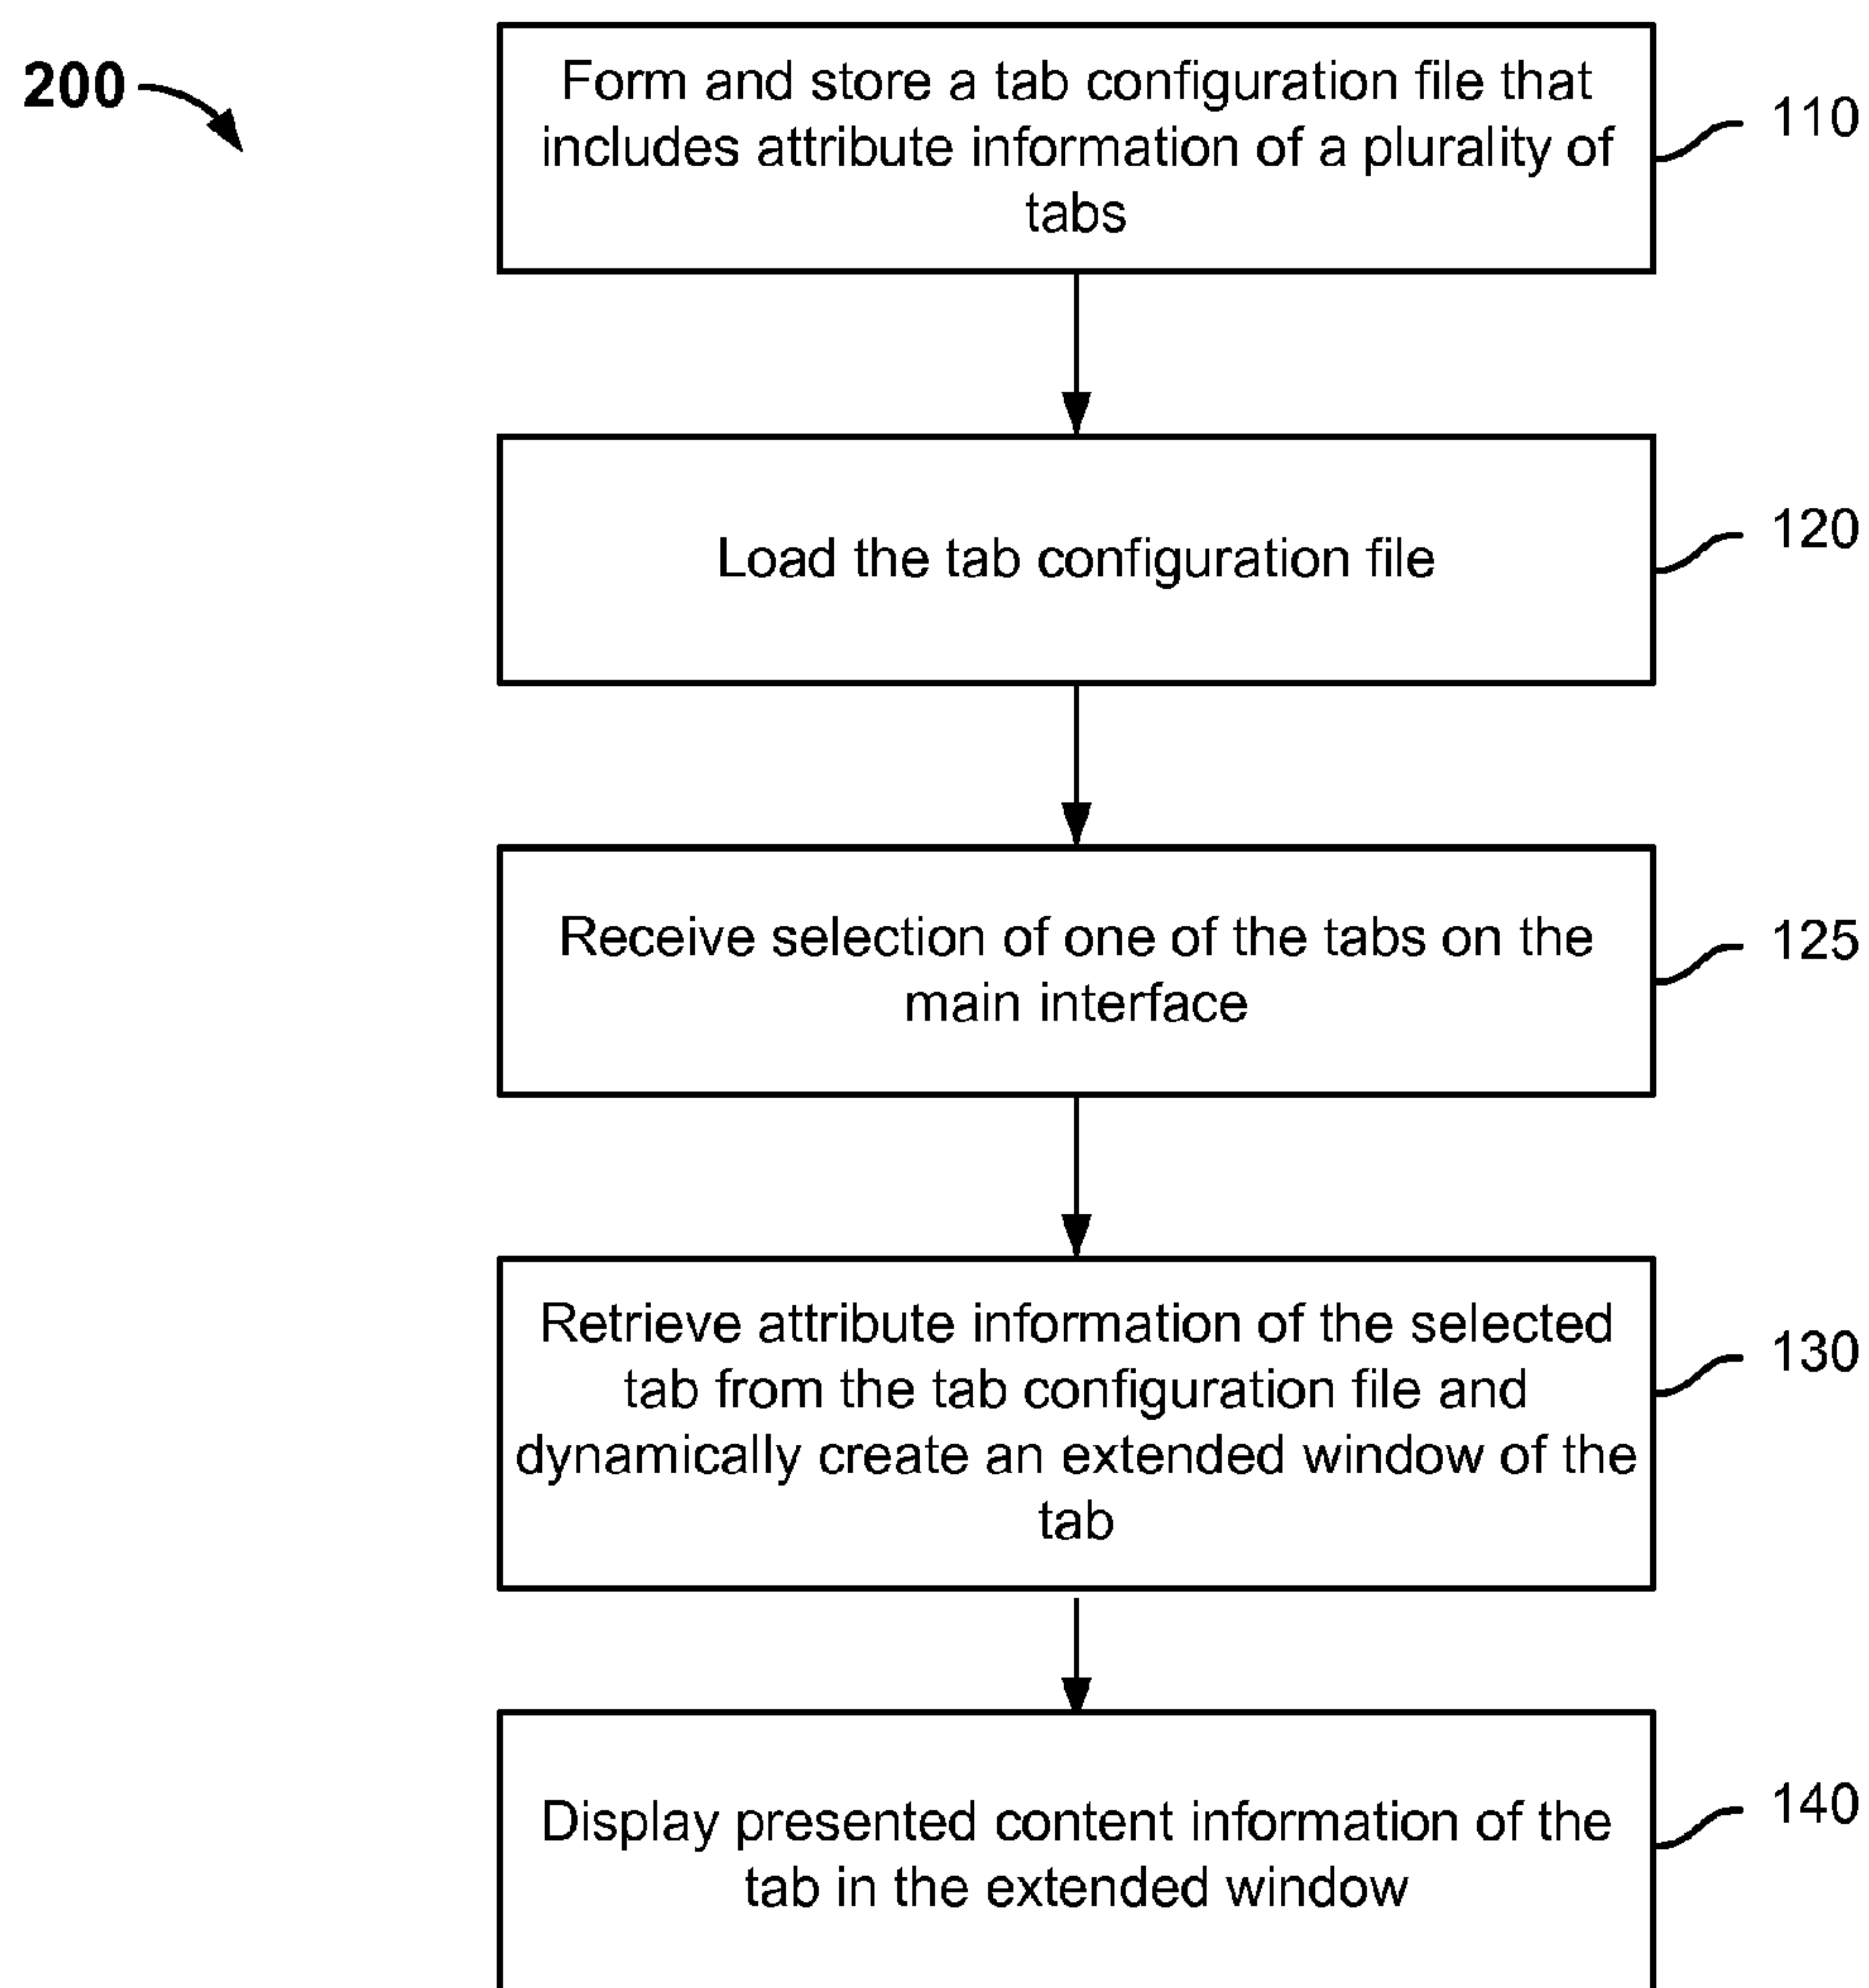 200
Form and store a tab configuration file that
includes attribute information of a plurality of
tabs
110
Load the tab configuration file
120
Receive selection of one of the tabs on the
main interface
125
Retrieve attribute information of the selected
tab from the tab configuration file and
dynamically create an extended window of the
tab
130
Display presented content information of the
tab in the extended window
140